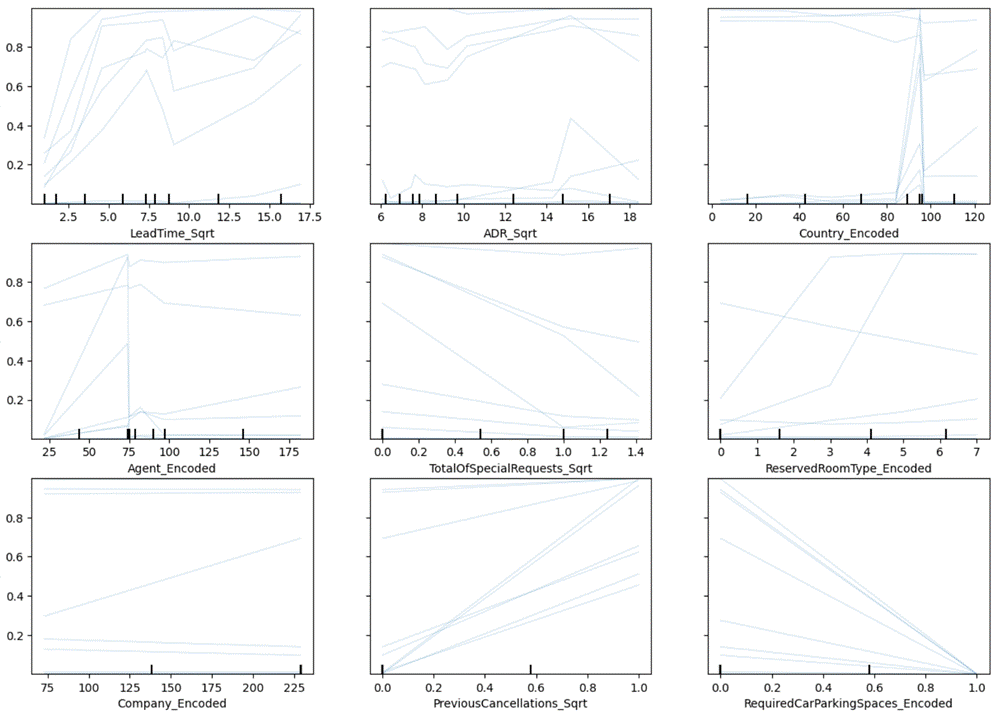 0.8
0.6
0.4
0.2
2.5 5.0 7.5 10.0 12.5 15.0 17.5
LeadTime_Sqrt
6 8 10 12 14 16 18
ADR_Sqrt
0 20 40 60 80 100 120
Country_Encoded
0.8
0.6
0.4
0.2
25 50 75 100 125 150 175
Agent_Encoded
0.0 0.2 0.4 0.6 0.8 1.0 1.2 1.4
TotalOfSpecialRequests_Sqrt
0 1 2 3 4 5 6 7
ReservedRoomType_Encoded
0.8
0.6
0.4
0.2
75 100 125 150 175 200 225
Company_Encoded
0.0 0.2 0.4 0.6 0.8 1.0
PreviousCancellations_Sqrt
0.0 0.2 0.4 0.6 0.8 1.0
RequiredCarParkingSpaces_Encoded